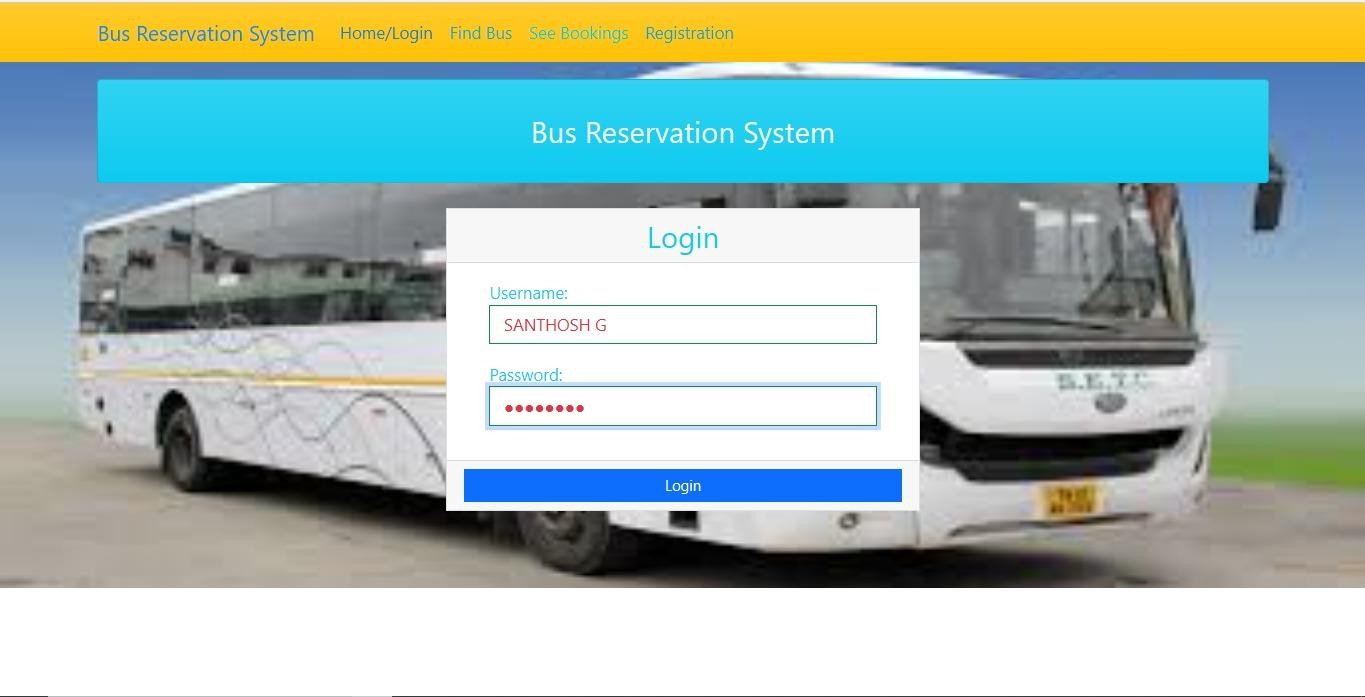 Bus Reservation System Home/Login Find Bus See Bookings Registration
Bus Reservation System
Login
Username:
SANTHOSH G
Password:
••••••••
S.E.T.C.
Login